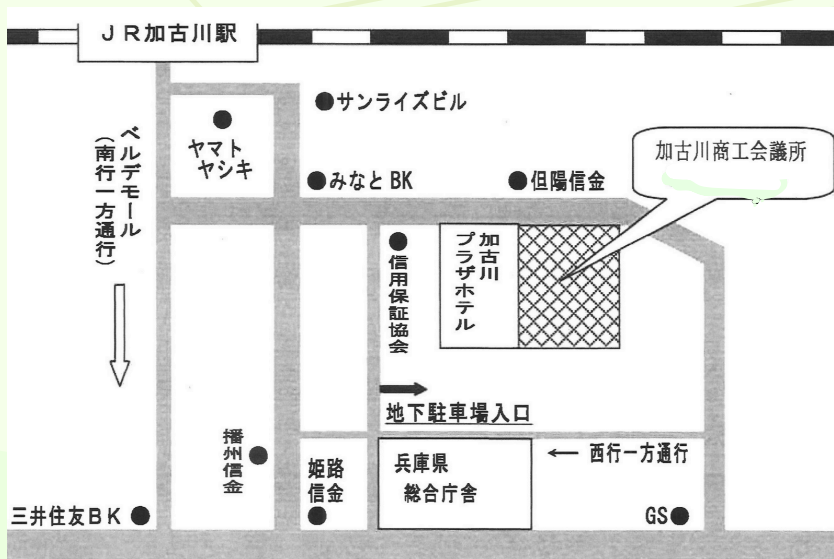 JR加古川駅
●サンライズビル
ヤマト
ヤシキ
加古川商工会議所
ベルデモール
（南行一方通行）
●みなとBK
●但陽信金
信用保証協会
加古川
プラザホテル
地下駐車場入口
播州信金
姫路
信金
兵庫県
総合庁舎
← 西行一方通行
三井住友BK ●
GS●